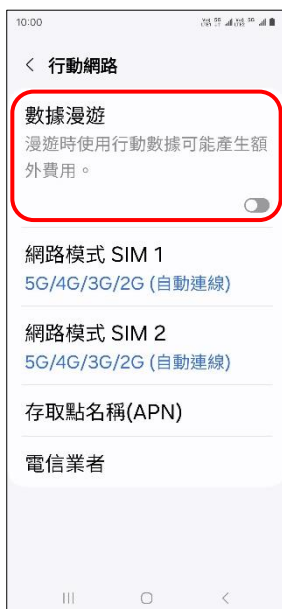 10:00
行動網路
數據漫遊
漫遊時使用行動數據可能產生額
外費用。
網路模式 SIM 1
5G/4G/3G/2G (自動連線)
網路模式 SIM 2
5G/4G/3G/2G (自動連線)
存取點名稱(APN)
電信業者